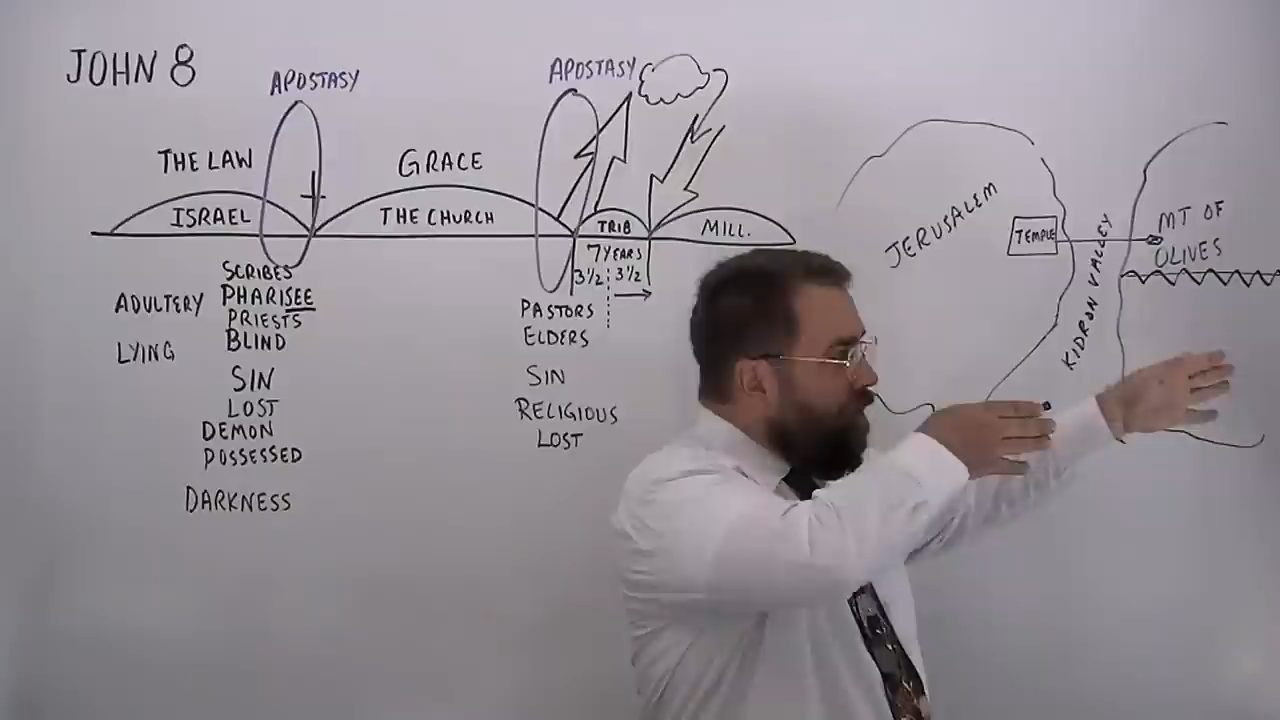 JOHN 8
APOSTASY
APOSTASY
THE LAW
GRACE
ISRAEL
THE CHURCH
TRIB
MILL.
7 YEARS
3½ 3½
SCRIBES
PHARISEE
PRIESTS
BLIND
ADULTERY
LYING
SIN
LOST
DEMON
POSSESSED
DARKNESS
PASTORS
ELDERS
SIN
RELIGIOUS
LOST
JERUSALEM
TEMPLE
KIDRON VALLEY
MT OF
OLIVES